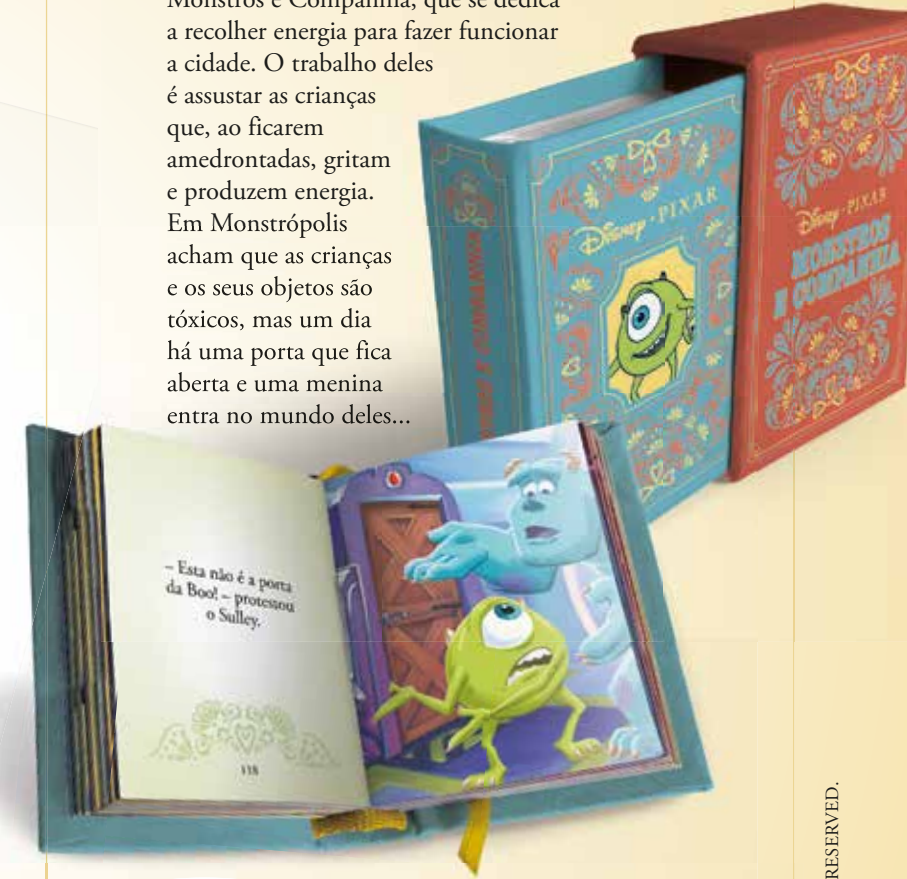 Monstros e Companhia, que se dedica
a recolher energia para fazer funcionar
a cidade. O trabalho deles
é assustar as crianças
que, ao ficarem
amedrontadas, gritam
e produzem energia.
Em Monstrópolis
acham que as crianças
e os seus objetos são
tóxicos, mas um dia
há uma porta que fica
aberta e uma menina
entra no mundo deles...
Disney · PIXAR
Disney · PIXAR
MONSTROS
E COMPANHIA
– Esta não é a porta
da Boo! – protestou
o Sulley.
118
RESERVED.